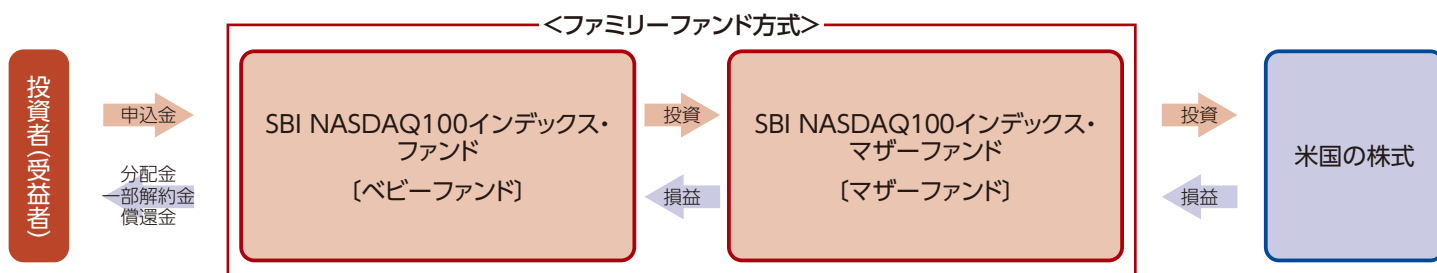 <ファミリーファンド方式>
投資者(受益者)
申込金
分配金
一部解約金
償還金
SBI NASDAQ100インデックス・
ファンド
〔ベビーファンド〕
投資
損益
SBI NASDAQ100インデックス・
マザーファンド
〔マザーファンド〕
投資
損益
米国の株式